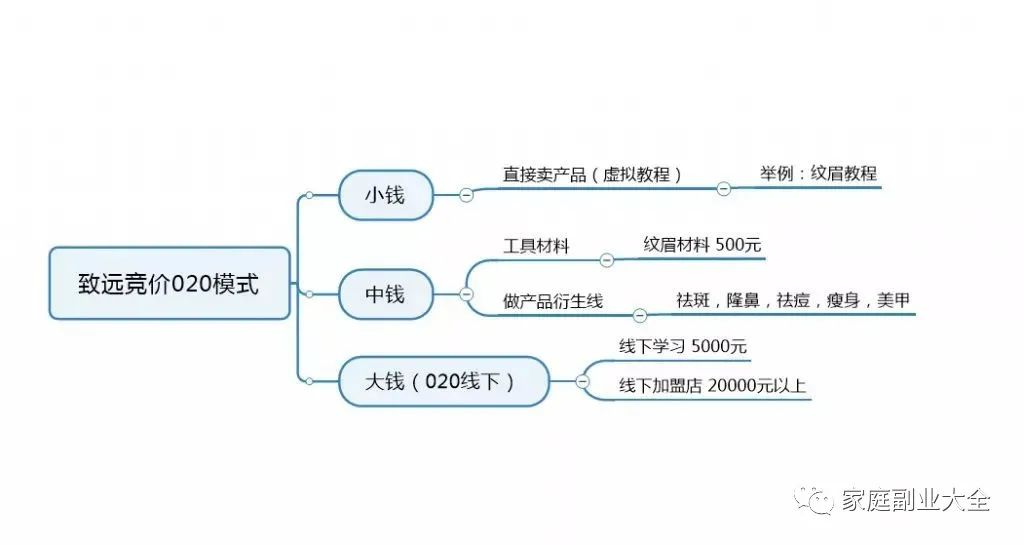 致远竞价020模式
小钱
直接卖产品（虚拟教程）
举例：纹眉教程
中钱
工具材料
纹眉材料 500元
做产品衍生线
祛斑，隆鼻，祛痘，瘦身，美甲
大钱（020线下）
线下学习 5000元
线下加盟店 20000元以上
家庭副业大全